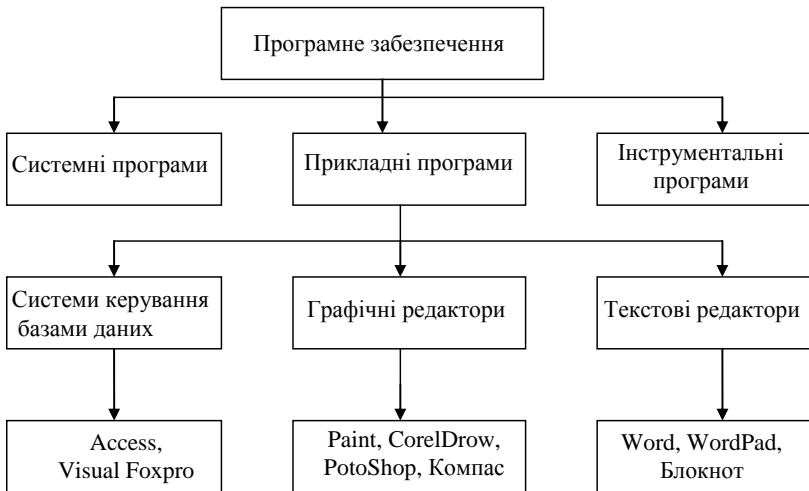 Програмне забезпечення
Системні програми
Прикладні програми
Інструментальні
програми
Системи керування
базами даних
Графічні редактори
Текстові редактори
Access,
Visual Foxpro
Paint, CorelDrow,
PotoShop, Компас
Word, WordPad,
Блокнот